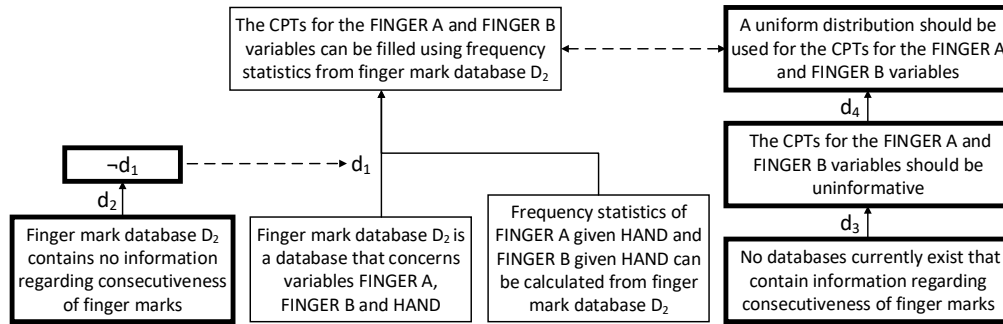 The CPTs for the FINGER A and FINGER B
variables can be filled using frequency
statistics from finger mark database D₂
A uniform distribution should be
used for the CPTs for the FINGER A
and FINGER B variables
d₄
¬d₁
d₁
The CPTs for the FINGER A and
FINGER B variables should be
uninformative
d₂
d₃
Finger mark database D₂
contains no information
regarding consecutiveness
of finger marks
Finger mark database D₂ is
a database that concerns
variables FINGER A,
FINGER B and HAND
Frequency statistics of
FINGER A given HAND and
FINGER B given HAND can
be calculated from finger
mark database D₂
No databases currently exist that
contain information regarding
consecutiveness of finger marks